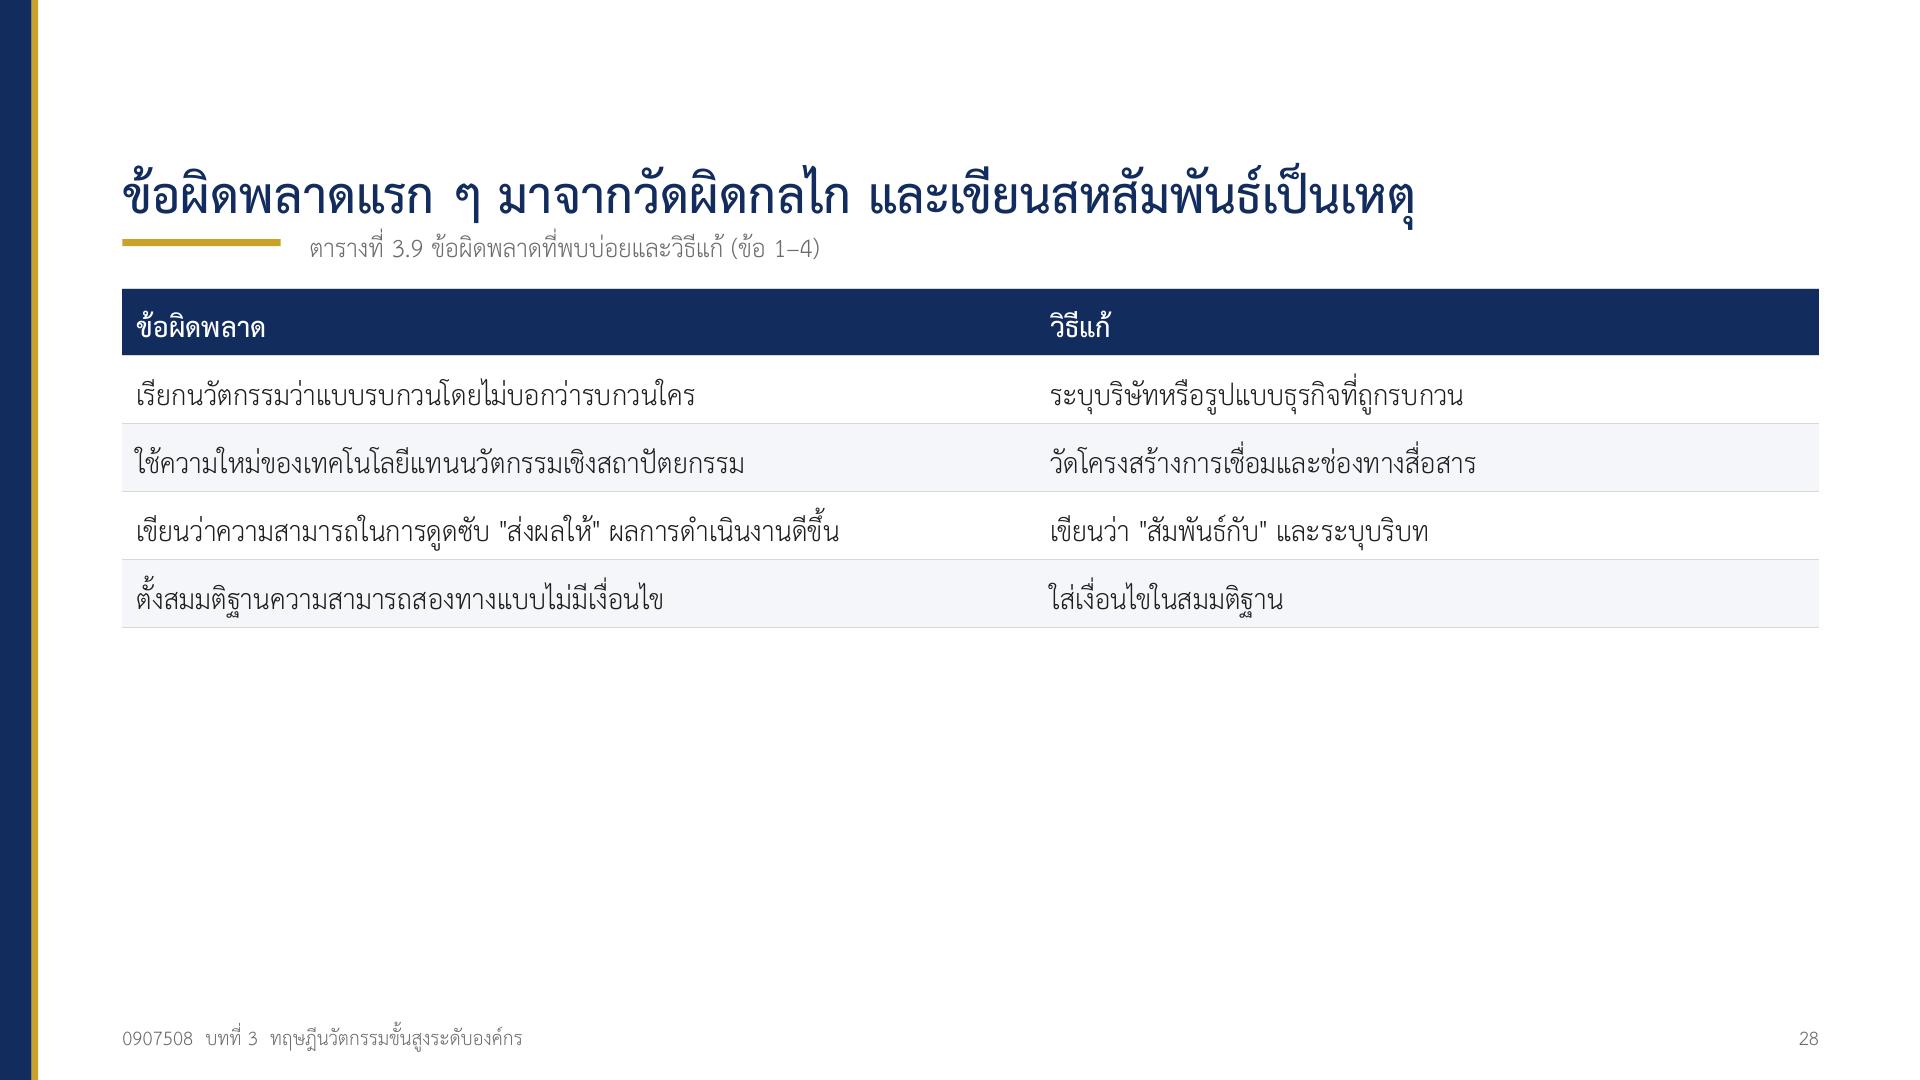 ข้อผิดพลาดแรก ๆ มาจากวัดผิดกลไก และเขียนสหสัมพันธ์เป็นเหตุ
ตารางที่ 3.9 ข้อผิดพลาดที่พบบ่อยและวิธีแก้ (ข้อ 1–4)
ข้อผิดพลาด วิธีแก้
เรียกนวัตกรรมว่าแบบรบกวนโดยไม่บอกว่ารบกวนใคร ระบุบริษัทหรือรูปแบบธุรกิจที่ถูกรบกวน
ใช้ความใหม่ของเทคโนโลยีแทนนวัตกรรมเชิงสถาปัตยกรรม วัดโครงสร้างการเชื่อมและช่องทางสื่อสาร
เขียนว่าความสามารถในการดูดซับ "ส่งผลให้" ผลการดำเนินงานดีขึ้น เขียนว่า "สัมพันธ์กับ" และระบุบริบท
ตั้งสมมติฐานความสามารถสองทางแบบไม่มีเงื่อนไข ใส่เงื่อนไขในสมมติฐาน
0907508 บทที่ 3 ทฤษฎีนวัตกรรมขั้นสูงระดับองค์กร 28